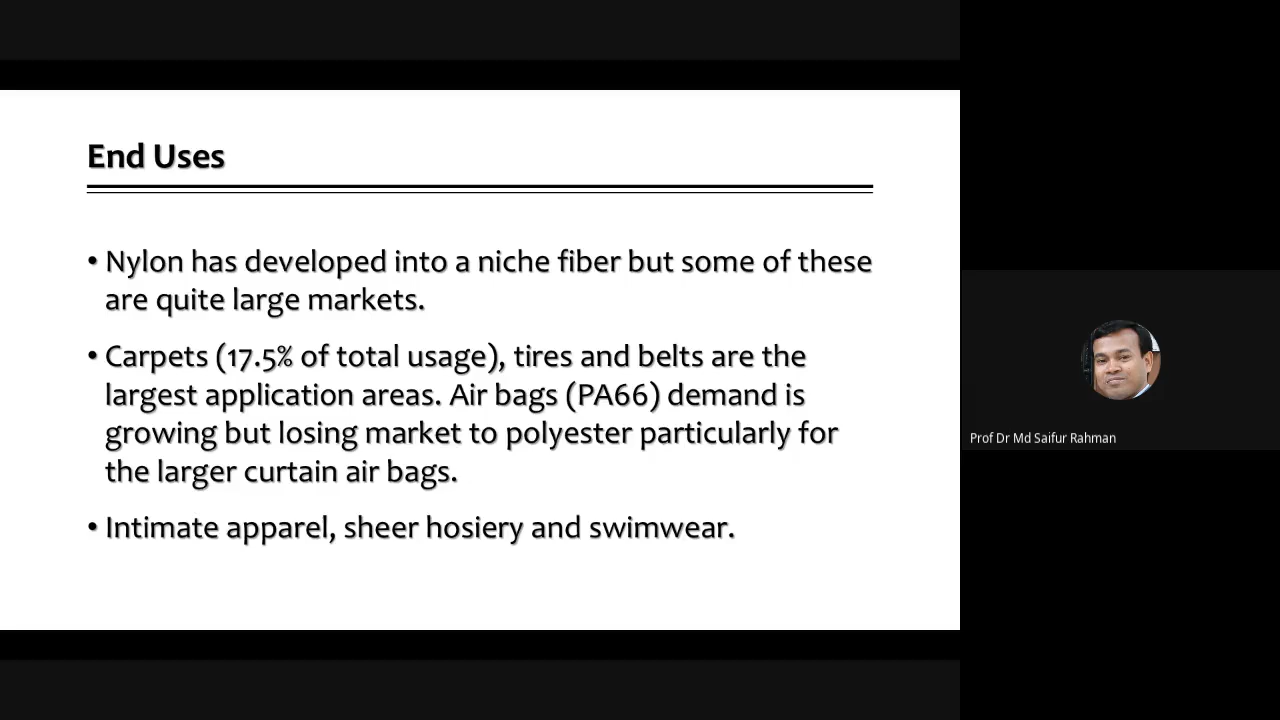 End Uses
• Nylon has developed into a niche fiber but some of these
are quite large markets.
• Carpets (17.5% of total usage), tires and belts are the
largest application areas. Air bags (PA66) demand is
growing but losing market to polyester particularly for
the larger curtain air bags.
• Intimate apparel, sheer hosiery and swimwear.
Prof Dr Md Saifur Rahman